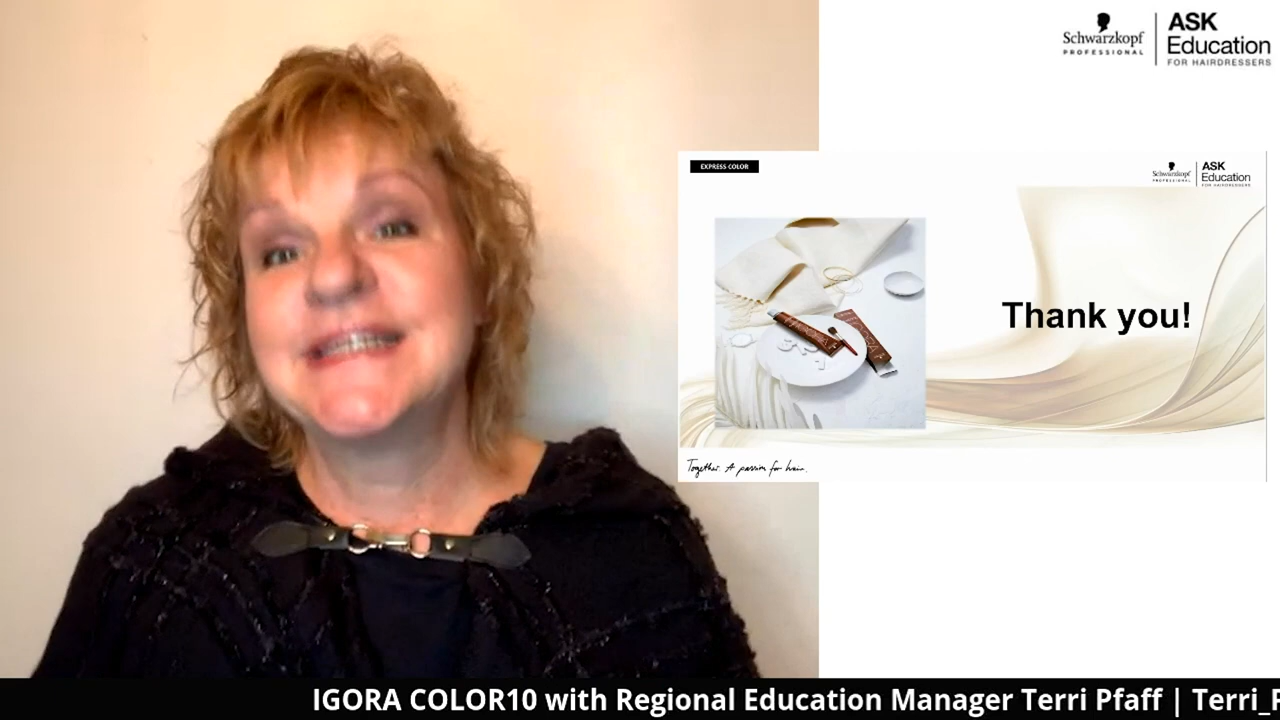 Schwarzkopf
PROFESSIONAL
ASK
Education
FOR HAIRDRESSERS
EXPRESS COLOR
Schwarzkopf
PROFESSIONAL
ASK
Education
FOR HAIRDRESSERS
Thank you!
Together. A passion for hair.
IGORA COLOR10 with Regional Education Manager Terri Pfaff | Terri_